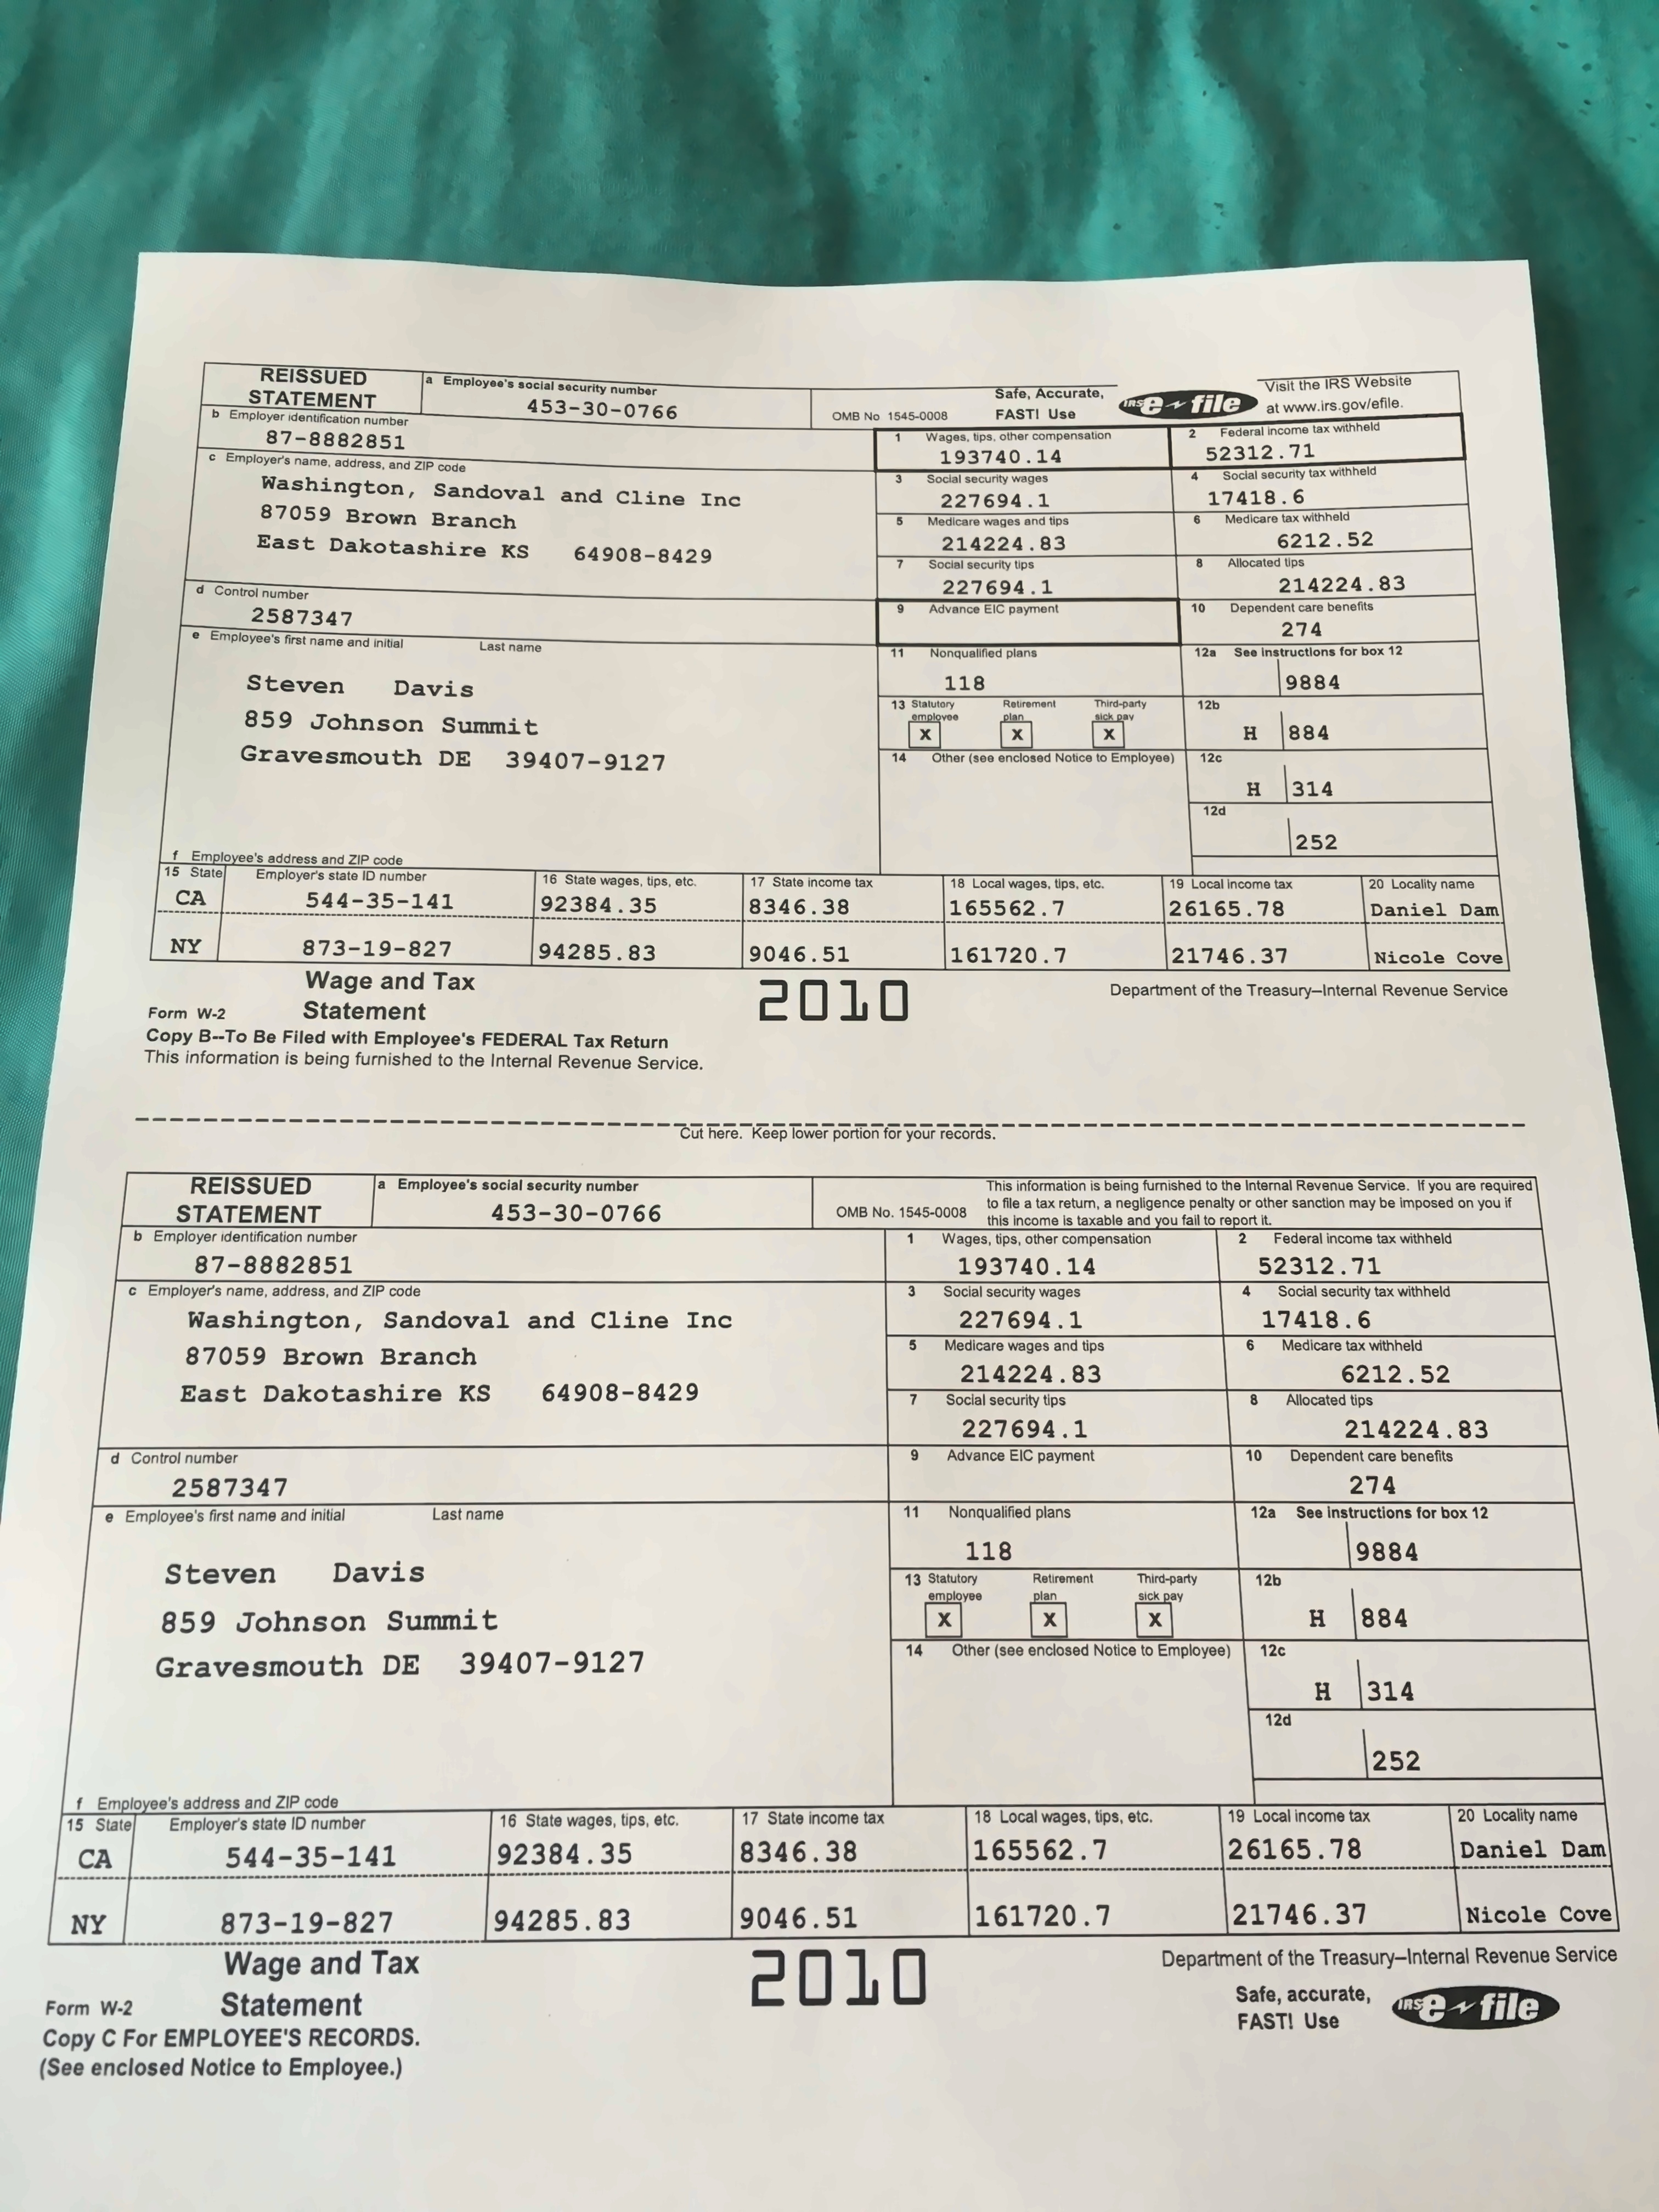 REISSUED STATEMENT
a Employee's social security number
453-30-0766
OMB No 1545-0008
Safe, Accurate, FAST! Use
IRS e-file
Visit the IRS Website at www.irs.gov/efile.
b Employer identification number
87-8882851
1 Wages, tips, other compensation
193740.14
2 Federal income tax withheld
52312.71
c Employer's name, address, and ZIP code
Washington, Sandoval and Cline Inc
87059 Brown Branch
East Dakotashire KS 64908-8429
3 Social security wages
227694.1
4 Social security tax withheld
17418.6
5 Medicare wages and tips
214224.83
6 Medicare tax withheld
6212.52
7 Social security tips
227694.1
8 Allocated tips
214224.83
d Control number
2587347
9 Advance EIC payment
10 Dependent care benefits
274
e Employee's first name and initial Last name
Steven Davis
859 Johnson Summit
Gravesmouth DE 39407-9127
11 Nonqualified plans
118
12a See instructions for box 12
9884
13 Statutory employee Retirement plan Third-party sick pay
X X X
12b
H 884
14 Other (see enclosed Notice to Employee)
12c
H 314
12d
252
f Employee's address and ZIP code
15 State Employer's state ID number 16 State wages, tips, etc. 17 State income tax 18 Local wages, tips, etc. 19 Local income tax 20 Locality name
CA 544-35-141 92384.35 8346.38 165562.7 26165.78 Daniel Dam
NY 873-19-827 94285.83 9046.51 161720.7 21746.37 Nicole Cove
Form W-2 Wage and Tax Statement
2010
Department of the Treasury–Internal Revenue Service
Copy B--To Be Filed with Employee's FEDERAL Tax Return
This information is being furnished to the Internal Revenue Service.
Cut here. Keep lower portion for your records.
REISSUED STATEMENT
a Employee's social security number
453-30-0766
OMB No. 1545-0008
This information is being furnished to the Internal Revenue Service. If you are required
to file a tax return, a negligence penalty or other sanction may be imposed on you if
this income is taxable and you fail to report it.
b Employer identification number
87-8882851
1 Wages, tips, other compensation
193740.14
2 Federal income tax withheld
52312.71
c Employer's name, address, and ZIP code
Washington, Sandoval and Cline Inc
87059 Brown Branch
East Dakotashire KS 64908-8429
3 Social security wages
227694.1
4 Social security tax withheld
17418.6
5 Medicare wages and tips
214224.83
6 Medicare tax withheld
6212.52
7 Social security tips
227694.1
8 Allocated tips
214224.83
d Control number
2587347
9 Advance EIC payment
10 Dependent care benefits
274
e Employee's first name and initial Last name
Steven Davis
859 Johnson Summit
Gravesmouth DE 39407-9127
11 Nonqualified plans
118
12a See instructions for box 12
9884
13 Statutory employee Retirement plan Third-party sick pay
X X X
12b
H 884
14 Other (see enclosed Notice to Employee)
12c
H 314
12d
252
f Employee's address and ZIP code
15 State Employer's state ID number 16 State wages, tips, etc. 17 State income tax 18 Local wages, tips, etc. 19 Local income tax 20 Locality name
CA 544-35-141 92384.35 8346.38 165562.7 26165.78 Daniel Dam
NY 873-19-827 94285.83 9046.51 161720.7 21746.37 Nicole Cove
Form W-2 Wage and Tax Statement
2010
Department of the Treasury–Internal Revenue Service
Safe, accurate, FAST! Use
IRS e-file
Copy C For EMPLOYEE'S RECORDS.
(See enclosed Notice to Employee.)